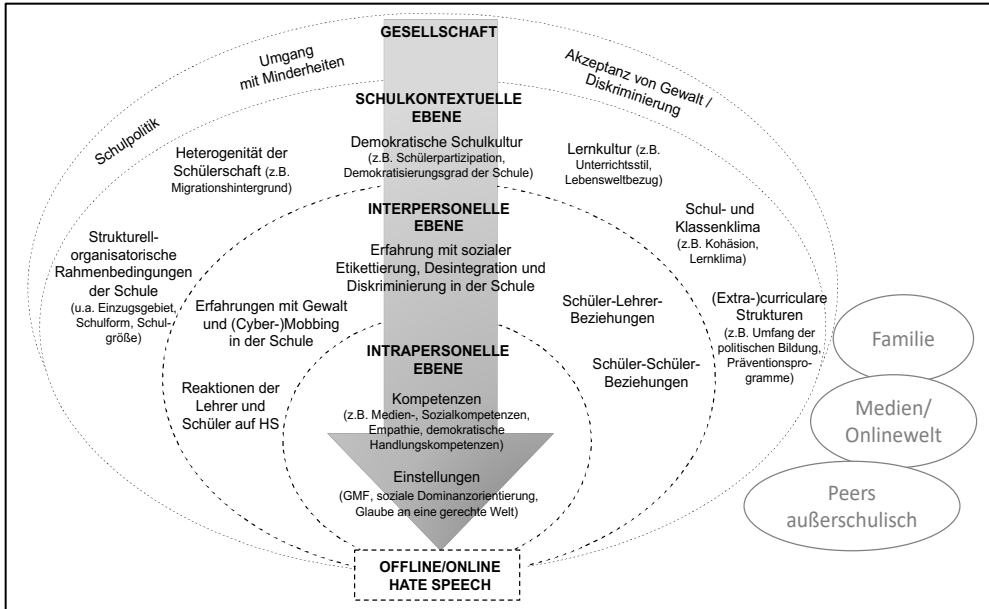 GESELLSCHAFT
Umgang
mit Minderheiten
Akzeptanz von Gewalt /
Diskriminierung
Schulpolitik
SCHULKONTEXTUELLE
EBENE
Demokratische Schulkultur
(z.B. Schülerpartizipation,
Demokratisierungsgrad der Schule)
Heterogenität der
Schülerschaft (z.B.
Migrationshintergrund)
Lernkultur (z.B.
Unterrichtsstil,
Lebensweltbezug)
Strukturell-
organisatorische
Rahmenbedingungen
der Schule
(u.a. Einzugsgebiet,
Schulform, Schul-
größe)
Schul- und
Klassenklima
(z.B. Kohäsion,
Lernklima)
(Extra-)curriculare
Strukturen
(z.B. Umfang der
politischen Bildung,
Präventionspro-
gramme)
INTERPERSONELLE
EBENE
Erfahrung mit sozialer
Etikettierung, Desintegration und
Diskriminierung in der Schule
Erfahrungen mit Gewalt
und (Cyber-)Mobbing
in der Schule
Schüler-Lehrer-
Beziehungen
Reaktionen der
Lehrer und
Schüler auf HS
Schüler-Schüler-
Beziehungen
INTRAPERSONELLE
EBENE
Kompetenzen
(z.B. Medien-, Sozialkompetenzen,
Empathie, demokratische
Handlungskompetenzen)
Einstellungen
(GMF, soziale Dominanzorientierung,
Glaube an eine gerechte Welt)
OFFLINE/ONLINE
HATE SPEECH
Familie
Medien/
Onlinewelt
Peers
außerschulisch